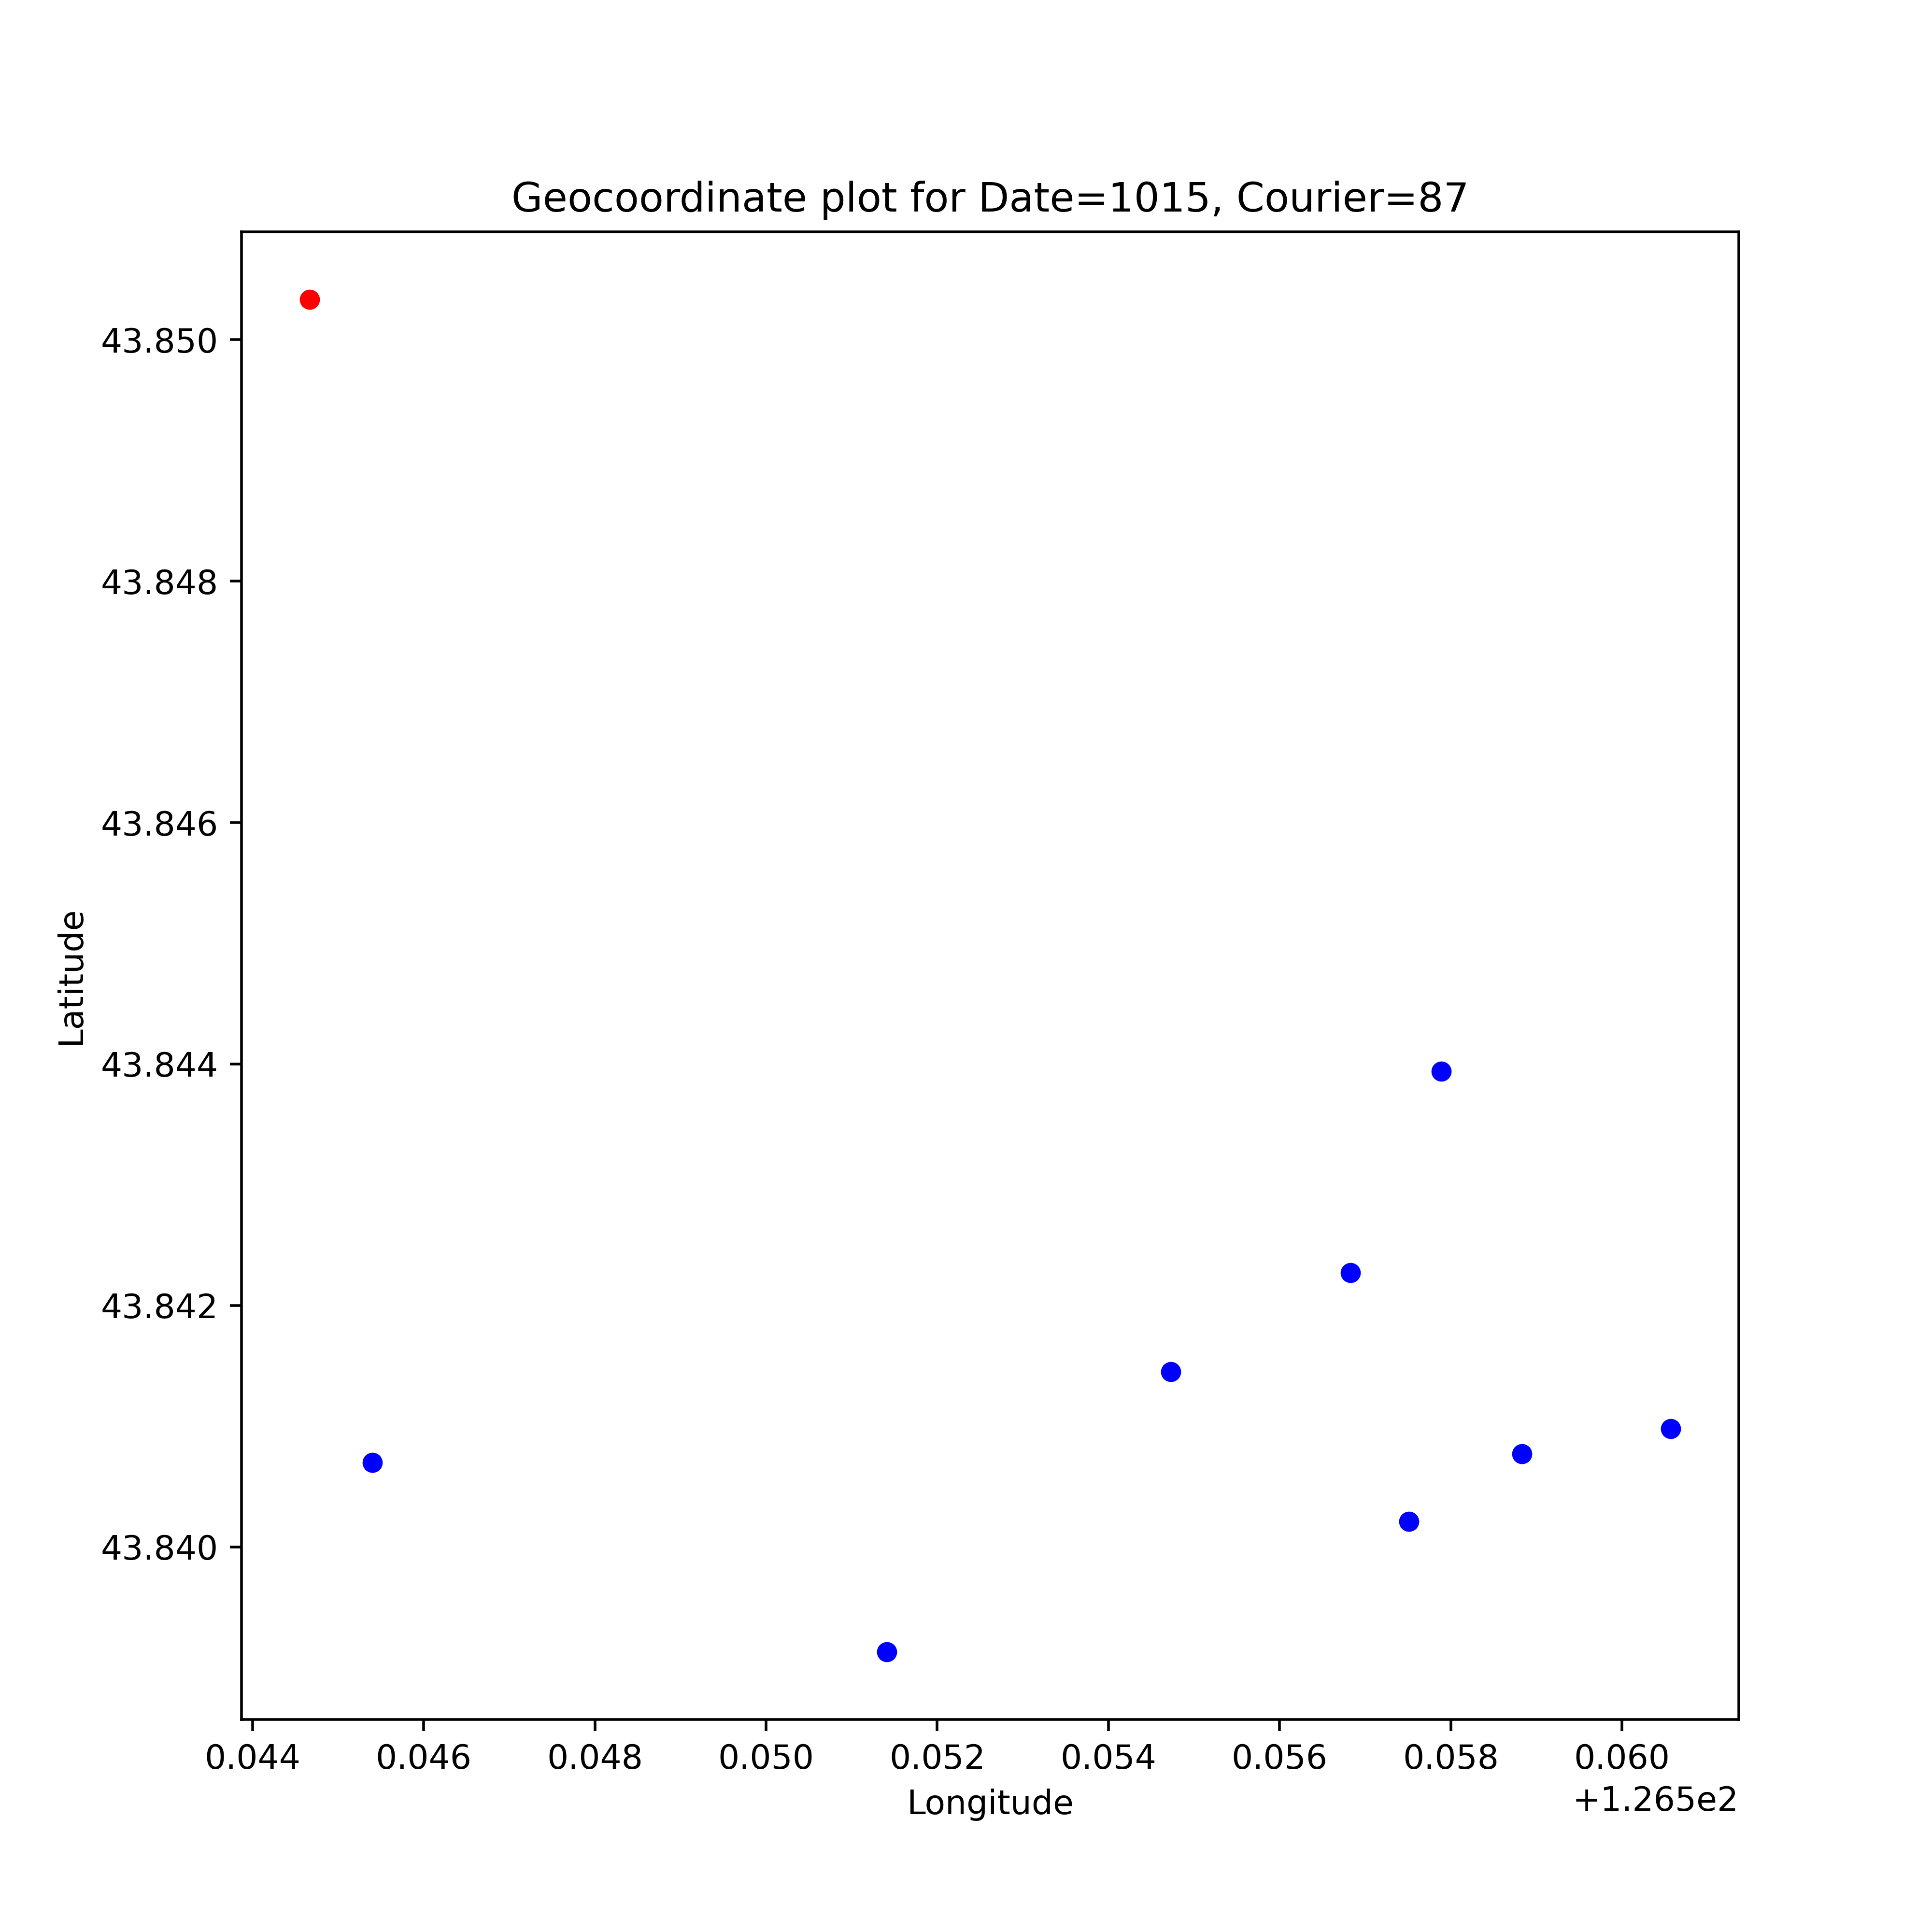 Geocoordinate plot for Date=1015, Courier=87
43.850
43.848
43.846
43.844
43.842
43.840
Latitude
0.044 0.046 0.048 0.050 0.052 0.054 0.056 0.058 0.060
+1.265e2
Longitude